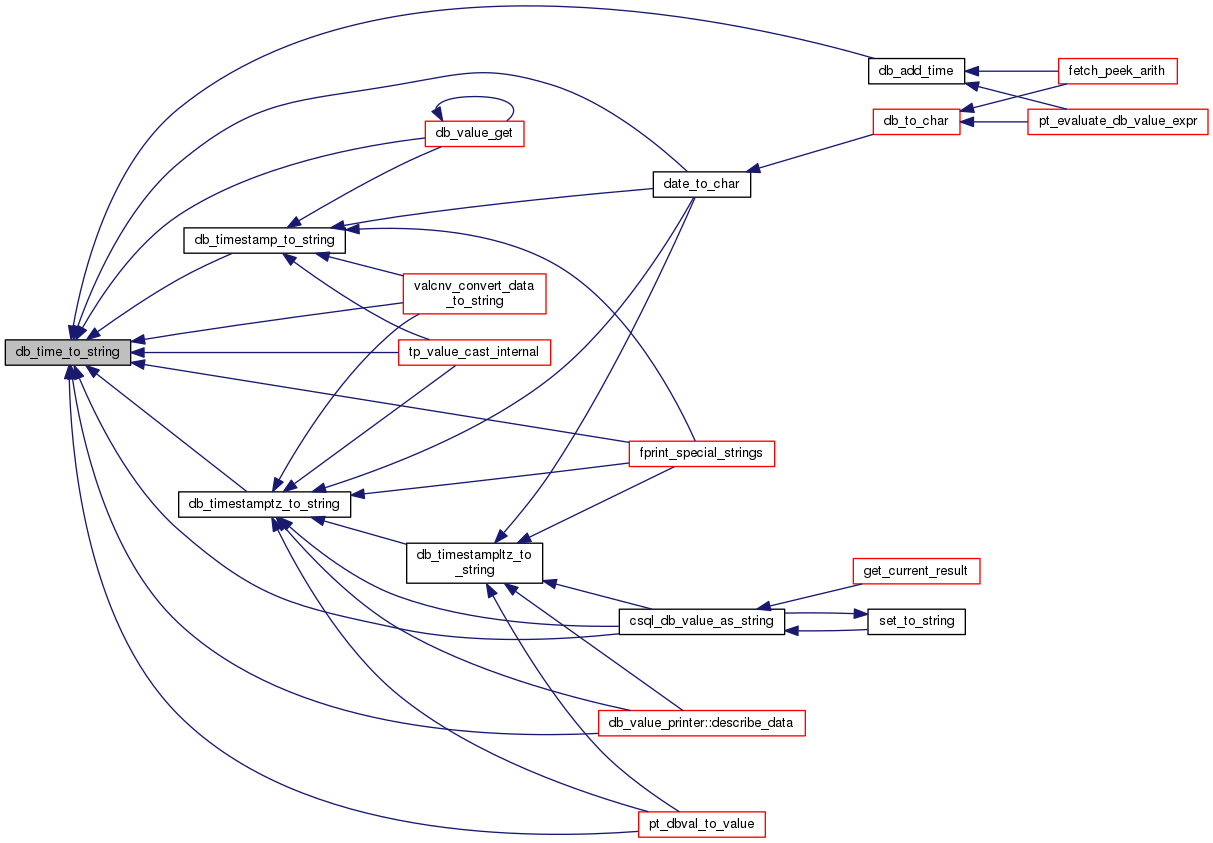 db_add_time
fetch_peek_arith
db_to_char
pt_evaluate_db_value_expr
db_value_get
date_to_char
db_timestamp_to_string
valcnv_convert_data
_to_string
db_time_to_string
tp_value_cast_internal
fprint_special_strings
db_timestamptz_to_string
db_timestampltz_to
_string
get_current_result
csql_db_value_as_string
set_to_string
db_value_printer::describe_data
pt_dbval_to_value